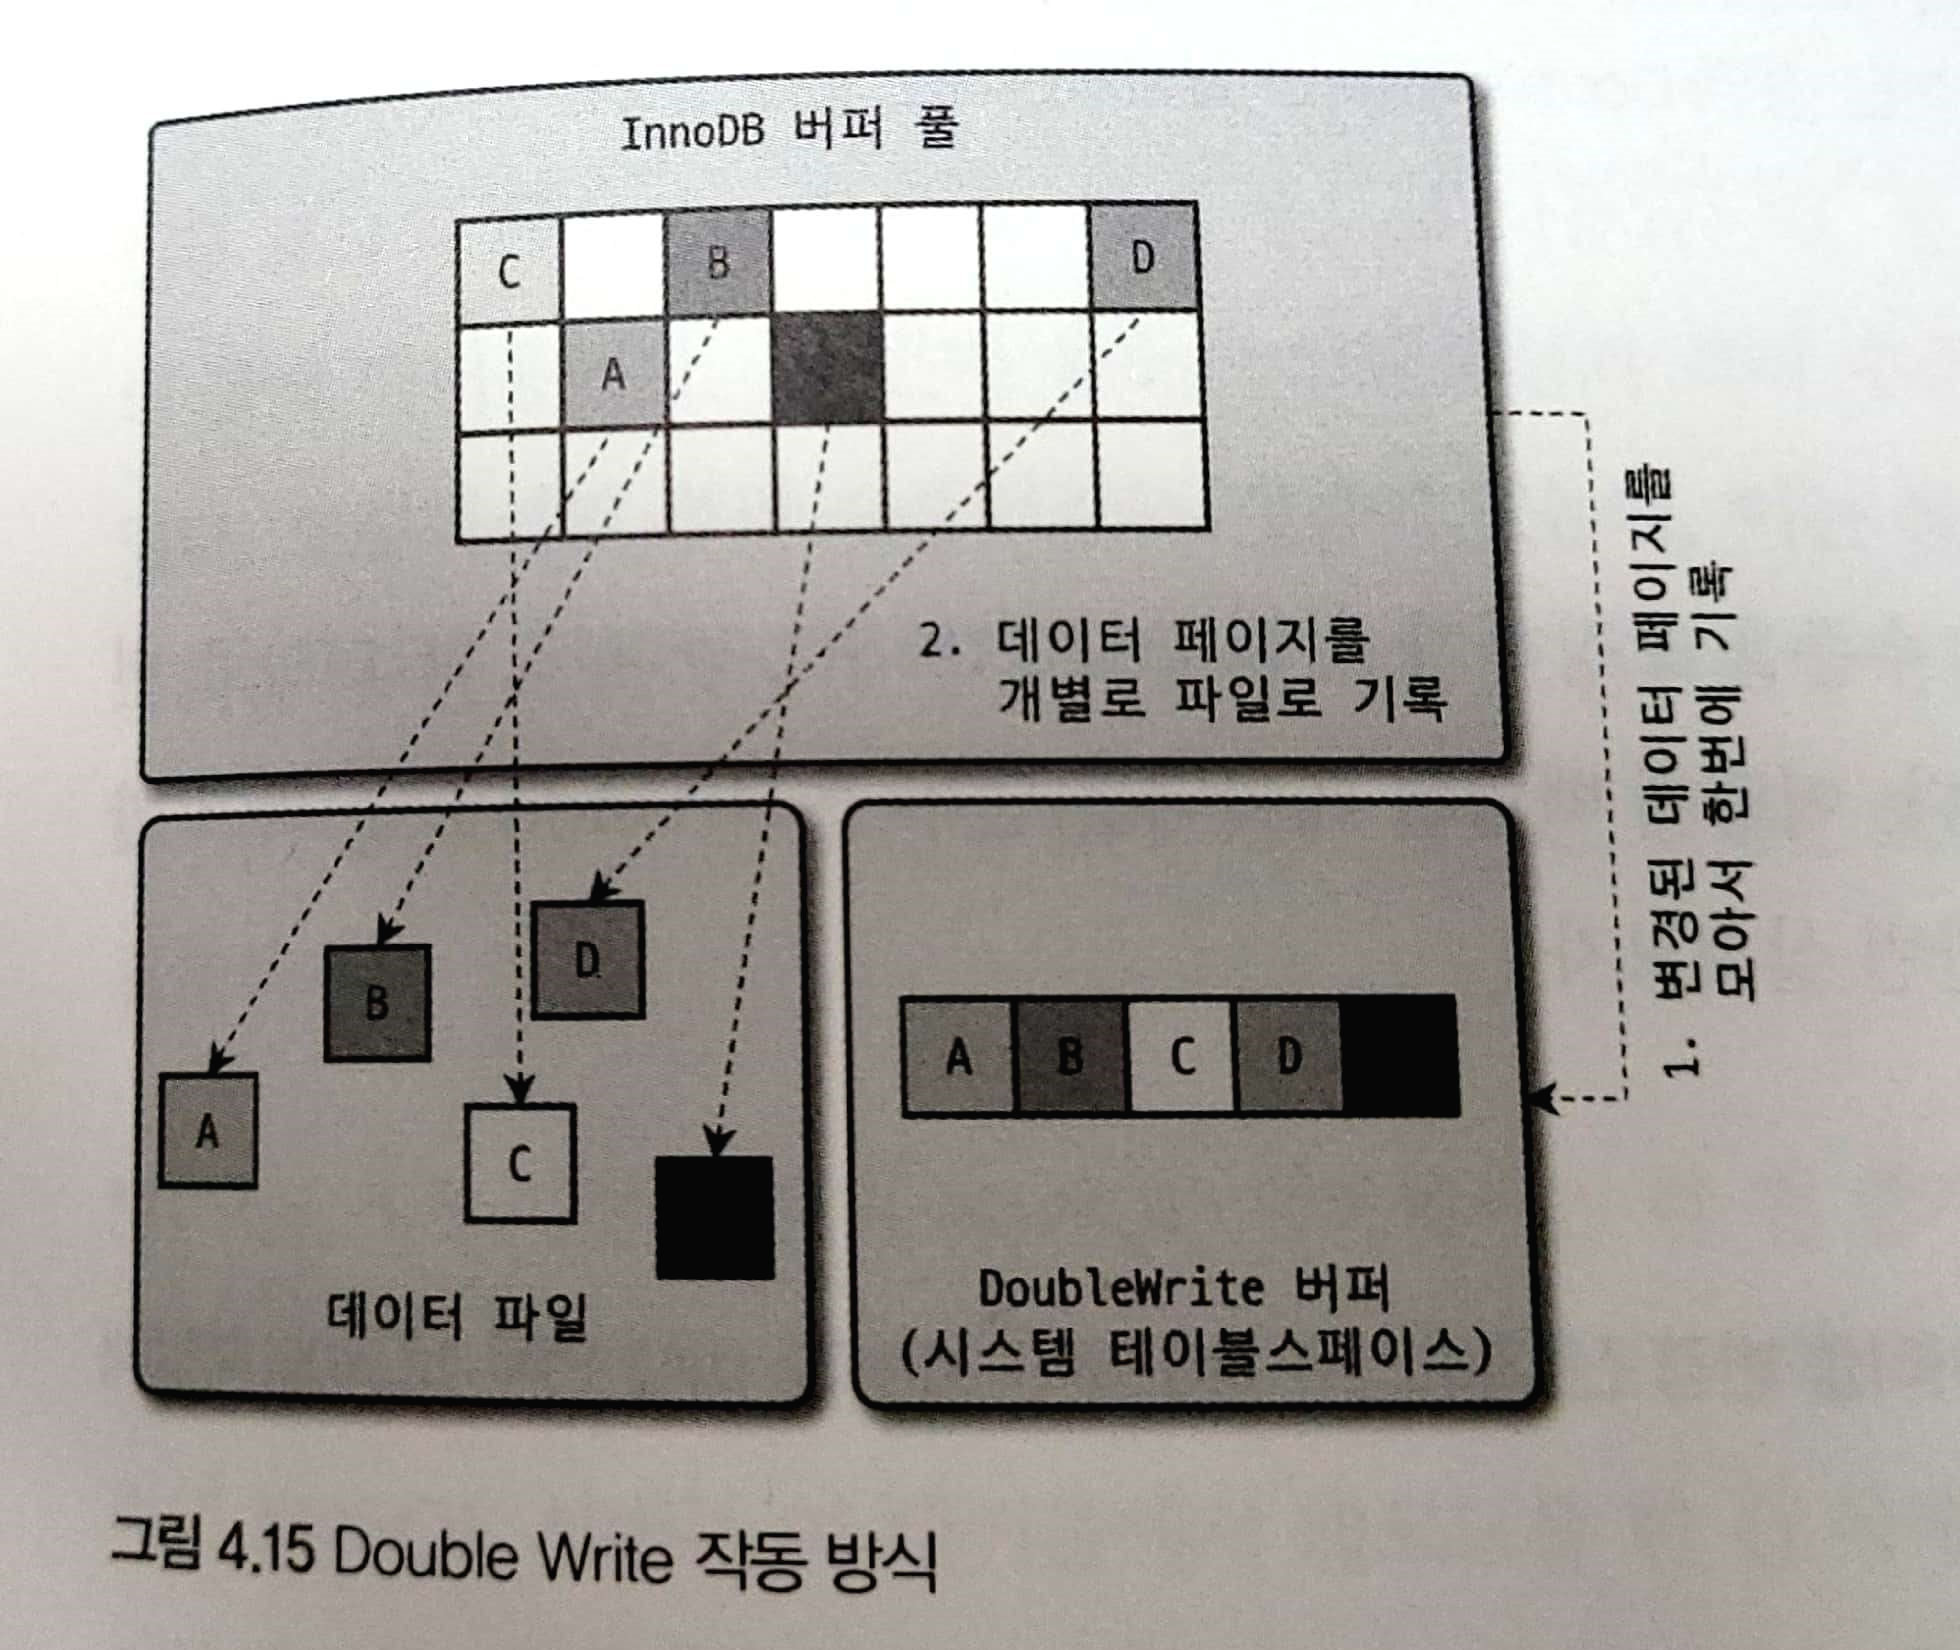 InnoDB 버퍼 풀
C
B
D
A
2. 데이터 페이지를
개별로 파일로 기록
1. 변경된 데이터 페이지를
모아서 한번에 기록
D
B
A
C
데이터 파일
A B C D
DoubleWrite 버퍼
(시스템 테이블스페이스)
그림 4.15 Double Write 작동 방식